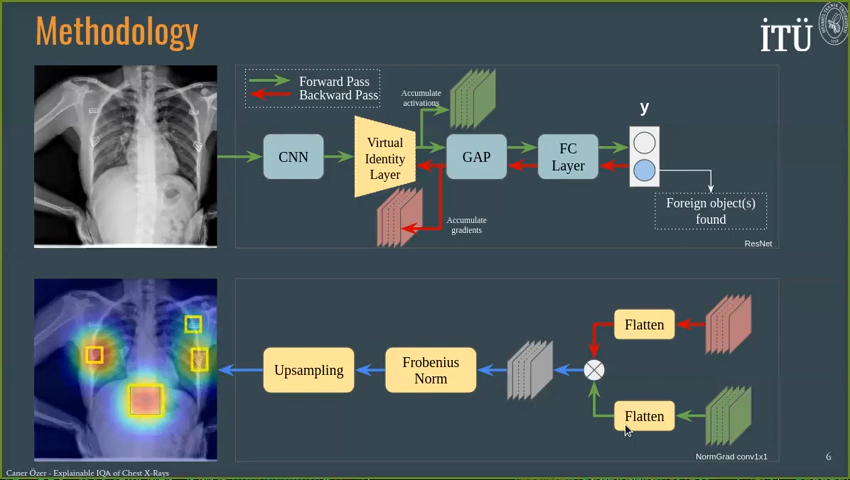 Methodology
İTÜ
Forward Pass
Backward Pass
Accumulate
activations
y
CNN
Virtual
Identity
Layer
GAP
FC
Layer
Accumulate
gradients
Foreign object(s)
found
ResNet
Upsampling
Frobenius
Norm
Flatten
Flatten
NormGrad conv1x1
Caner Özer - Explainable IQA of Chest X-Rays
6